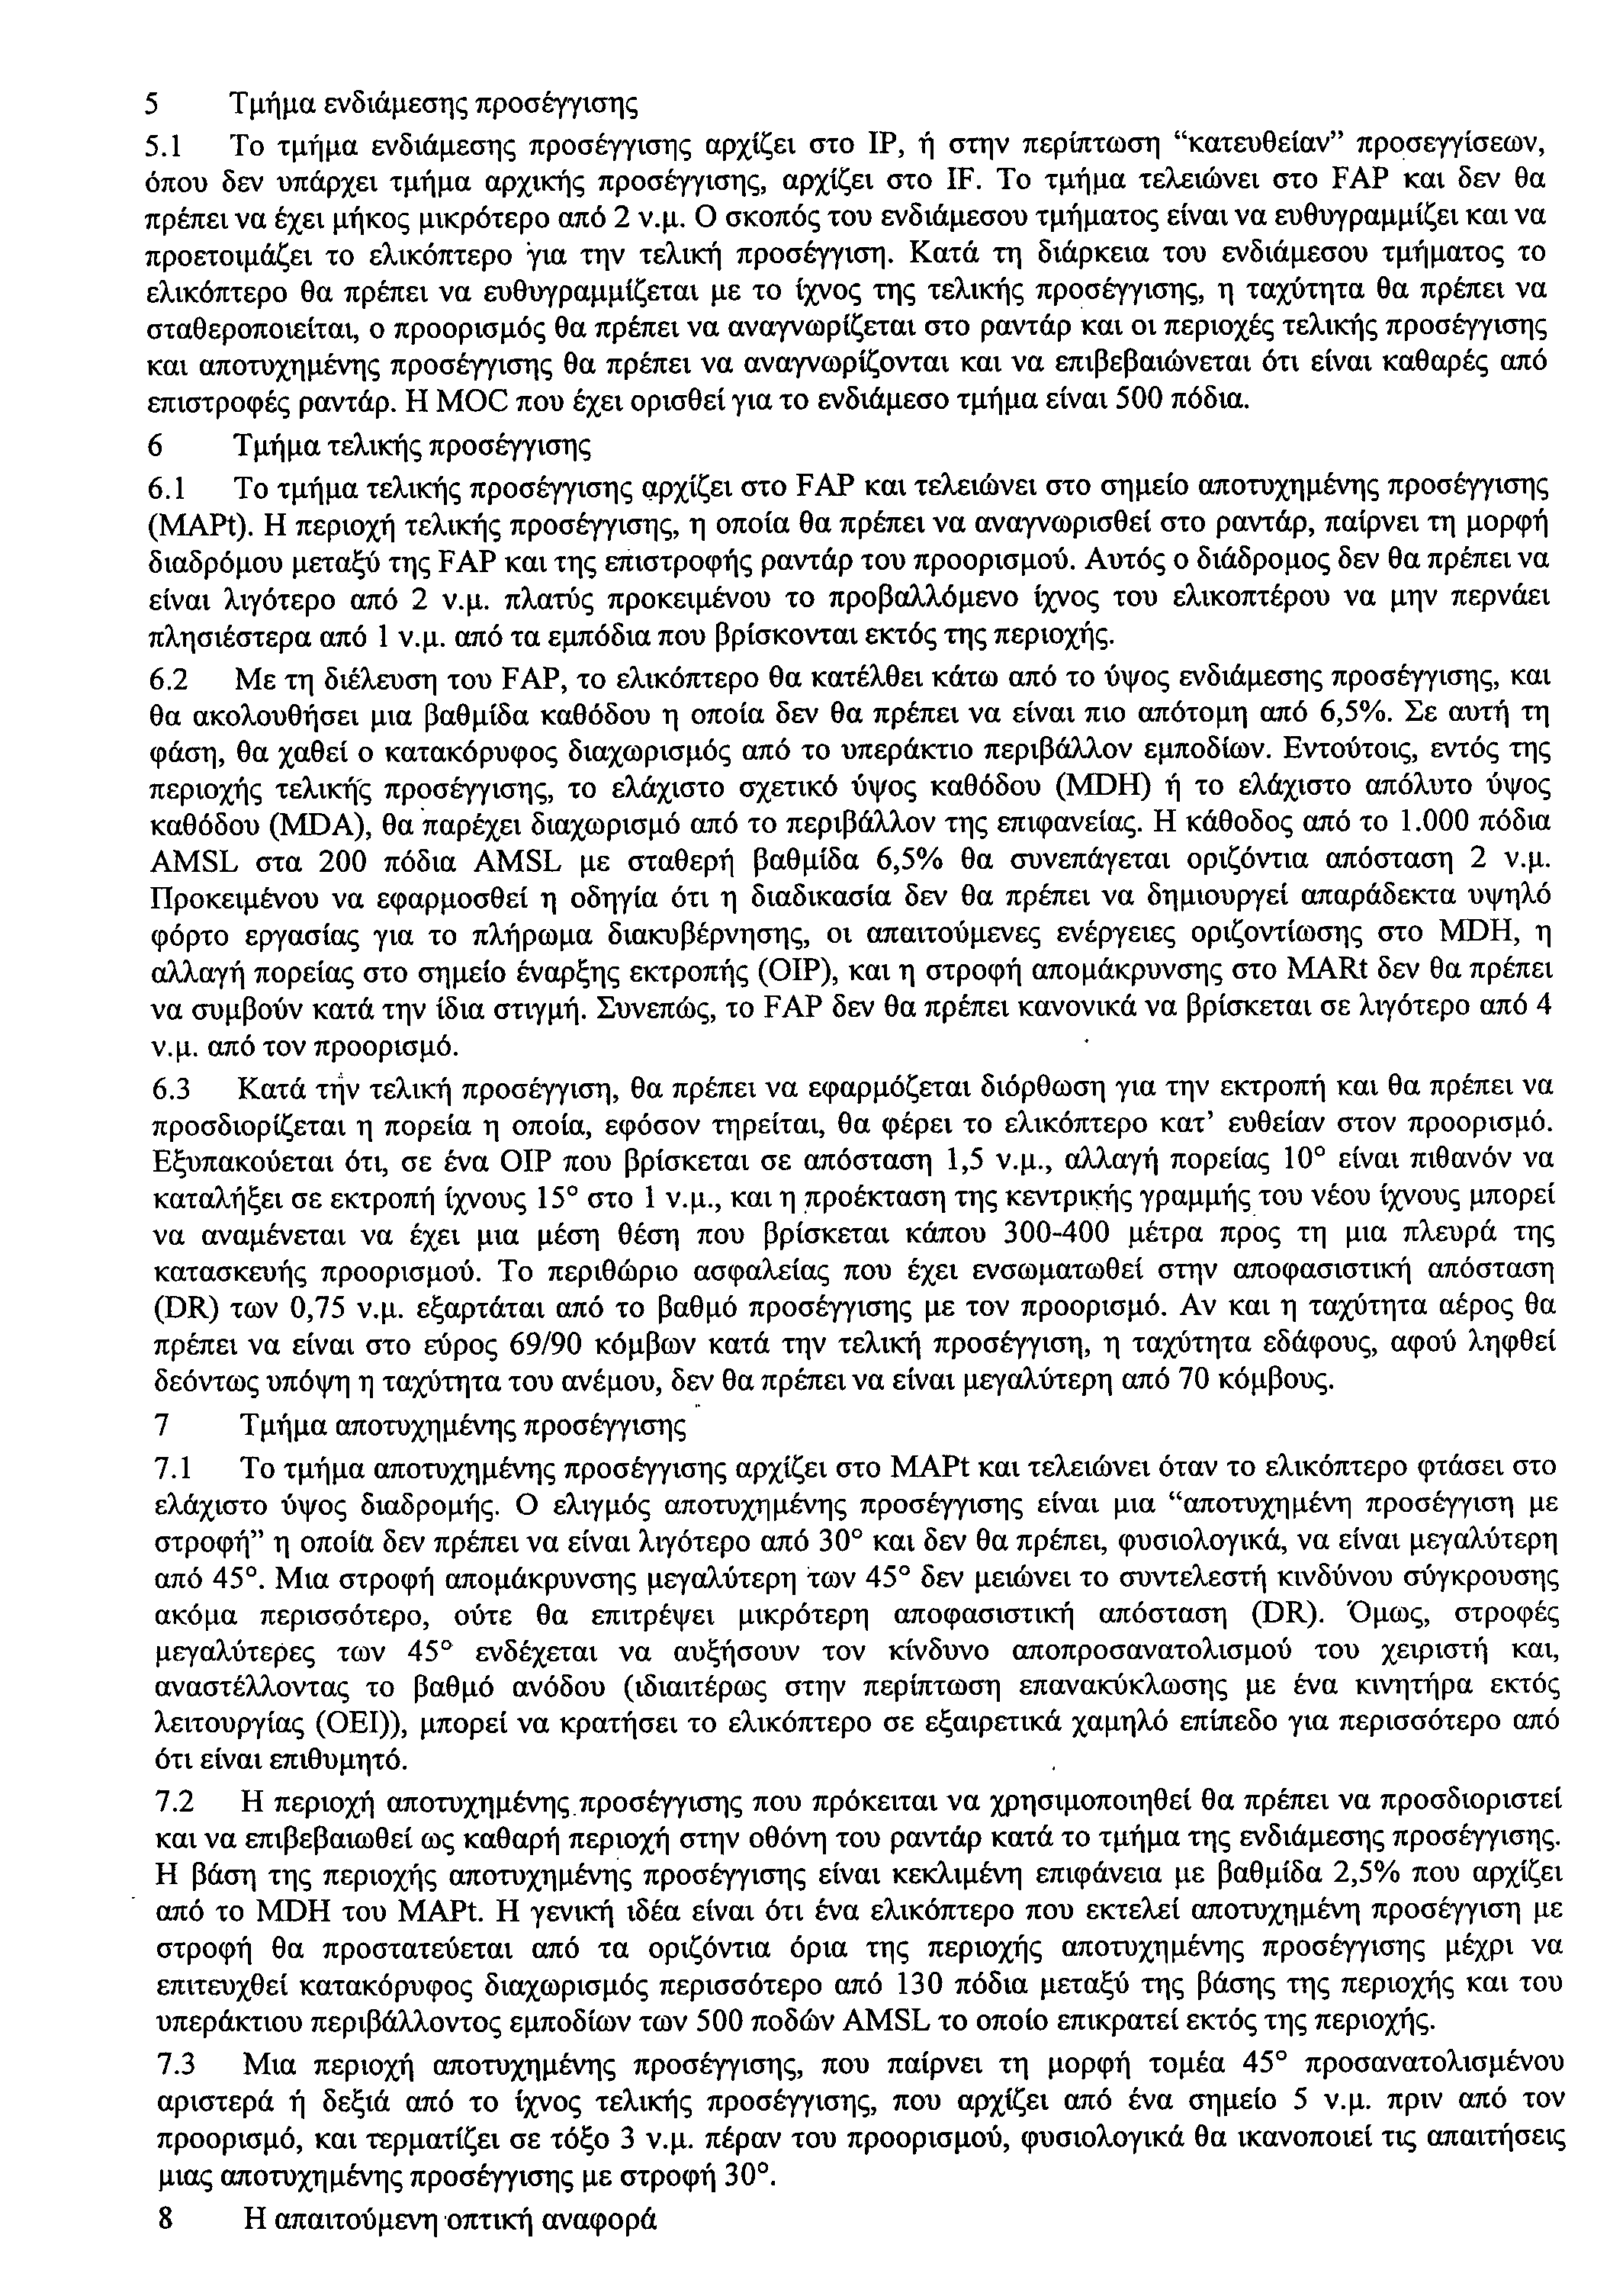 5 Τμήμα ενδιάμεσης προσέγγισης
5.1 Το τμήμα ενδιάμεσης προσέγγισης αρχίζει στο IP, ή στην περίπτωση “κατευθείαν” προσεγγίσεων,
όπου δεν υπάρχει τμήμα αρχικής προσέγγισης, αρχίζει στο IF. Το τμήμα τελειώνει στο FAP και δεν θα
πρέπει να έχει μήκος μικρότερο από 2 ν.μ. Ο σκοπός του ενδιάμεσου τμήματος είναι να ευθυγραμμίζει και να
προετοιμάζει το ελικόπτερο για την τελική προσέγγιση. Κατά τη διάρκεια του ενδιάμεσου τμήματος το
ελικόπτερο θα πρέπει να ευθυγραμμίζεται με το ίχνος της τελικής προσέγγισης, η ταχύτητα θα πρέπει να
σταθεροποιείται, ο προορισμός θα πρέπει να αναγνωρίζεται στο ραντάρ και οι περιοχές τελικής προσέγγισης
και αποτυχημένης προσέγγισης θα πρέπει να αναγνωρίζονται και να επιβεβαιώνεται ότι είναι καθαρές από
επιστροφές ραντάρ. Η MOC που έχει ορισθεί για το ενδιάμεσο τμήμα είναι 500 πόδια.
6 Τμήμα τελικής προσέγγισης
6.1 Το τμήμα τελικής προσέγγισης αρχίζει στο FAP και τελειώνει στο σημείο αποτυχημένης προσέγγισης
(MAPt). Η περιοχή τελικής προσέγγισης, η οποία θα πρέπει να αναγνωρισθεί στο ραντάρ, παίρνει τη μορφή
διαδρόμου μεταξύ της FAP και της επιστροφής ραντάρ του προορισμού. Αυτός ο διάδρομος δεν θα πρέπει να
είναι λιγότερο από 2 ν.μ. πλατύς προκειμένου το προβαλλόμενο ίχνος του ελικοπτέρου να μην περνάει
πλησιέστερα από 1 ν.μ. από τα εμπόδια που βρίσκονται εκτός της περιοχής.
6.2 Με τη διέλευση του FAP, το ελικόπτερο θα κατέλθει κάτω από το ύψος ενδιάμεσης προσέγγισης, και
θα ακολουθήσει μια βαθμίδα καθόδου η οποία δεν θα πρέπει να είναι πιο απότομη από 6,5%. Σε αυτή τη
φάση, θα χαθεί ο κατακόρυφος διαχωρισμός από το υπεράκτιο περιβάλλον εμποδίων. Εντούτοις, εντός της
περιοχής τελικής προσέγγισης, το ελάχιστο σχετικό ύψος καθόδου (MDH) ή το ελάχιστο απόλυτο ύψος
καθόδου (MDA), θα παρέχει διαχωρισμό από το περιβάλλον της επιφανείας. Η κάθοδος από το 1.000 πόδια
AMSL στα 200 πόδια AMSL με σταθερή βαθμίδα 6,5% θα συνεπάγεται οριζόντια απόσταση 2 ν.μ.
Προκειμένου να εφαρμοσθεί η οδηγία ότι η διαδικασία δεν θα πρέπει να δημιουργεί απαράδεκτα υψηλό
φόρτο εργασίας για το πλήρωμα διακυβέρνησης, οι απαιτούμενες ενέργειες οριζοντίωσης στο MDH, η
αλλαγή πορείας στο σημείο έναρξης εκτροπής (OIP), και η στροφή απομάκρυνσης στο MARt δεν θα πρέπει
να συμβούν κατά την ίδια στιγμή. Συνεπώς, το FAP δεν θα πρέπει κανονικά να βρίσκεται σε λιγότερο από 4
ν.μ. από τον προορισμό.
6.3 Κατά την τελική προσέγγιση, θα πρέπει να εφαρμόζεται διόρθωση για την εκτροπή και θα πρέπει να
προσδιορίζεται η πορεία η οποία, εφόσον τηρείται, θα φέρει το ελικόπτερο κατ’ ευθείαν στον προορισμό.
Εξυπακούεται ότι, σε ένα OIP που βρίσκεται σε απόσταση 1,5 ν.μ., αλλαγή πορείας 10° είναι πιθανόν να
καταλήξει σε εκτροπή ίχνους 15° στο 1 ν.μ., και η προέκταση της κεντρικής γραμμής του νέου ίχνους μπορεί
να αναμένεται να έχει μια μέση θέση που βρίσκεται κάπου 300-400 μέτρα προς τη μια πλευρά της
κατασκευής προορισμού. Το περιθώριο ασφαλείας που έχει ενσωματωθεί στην αποφασιστική απόσταση
(DR) των 0,75 ν.μ. εξαρτάται από το βαθμό προσέγγισης με τον προορισμό. Αν και η ταχύτητα αέρος θα
πρέπει να είναι στο εύρος 69/90 κόμβων κατά την τελική προσέγγιση, η ταχύτητα εδάφους, αφού ληφθεί
δεόντως υπόψη η ταχύτητα του ανέμου, δεν θα πρέπει να είναι μεγαλύτερη από 70 κόμβους.
7 Τμήμα αποτυχημένης προσέγγισης
7.1 Το τμήμα αποτυχημένης προσέγγισης αρχίζει στο MAPt και τελειώνει όταν το ελικόπτερο φτάσει στο
ελάχιστο ύψος διαδρομής. Ο ελιγμός αποτυχημένης προσέγγισης είναι μια “αποτυχημένη προσέγγιση με
στροφή” η οποία δεν πρέπει να είναι λιγότερο από 30° και δεν θα πρέπει, φυσιολογικά, να είναι μεγαλύτερη
από 45°. Μια στροφή απομάκρυνσης μεγαλύτερη των 45° δεν μειώνει το συντελεστή κινδύνου σύγκρουσης
ακόμα περισσότερο, ούτε θα επιτρέψει μικρότερη αποφασιστική απόσταση (DR). Όμως, στροφές
μεγαλύτερες των 45° ενδέχεται να αυξήσουν τον κίνδυνο αποπροσανατολισμού του χειριστή και,
αναστέλλοντας το βαθμό ανόδου (ιδιαιτέρως στην περίπτωση επανακύκλωσης με ένα κινητήρα εκτός
λειτουργίας (OEI)), μπορεί να κρατήσει το ελικόπτερο σε εξαιρετικά χαμηλό επίπεδο για περισσότερο από
ότι είναι επιθυμητό.
7.2 Η περιοχή αποτυχημένης προσέγγισης που πρόκειται να χρησιμοποιηθεί θα πρέπει να προσδιοριστεί
και να επιβεβαιωθεί ως καθαρή περιοχή στην οθόνη του ραντάρ κατά το τμήμα της ενδιάμεσης προσέγγισης.
Η βάση της περιοχής αποτυχημένης προσέγγισης είναι κεκλιμένη επιφάνεια με βαθμίδα 2,5% που αρχίζει
από το MDH του MAPt. Η γενική ιδέα είναι ότι ένα ελικόπτερο που εκτελεί αποτυχημένη προσέγγιση με
στροφή θα προστατεύεται από τα οριζόντια όρια της περιοχής αποτυχημένης προσέγγισης μέχρι να
επιτευχθεί κατακόρυφος διαχωρισμός περισσότερο από 130 πόδια μεταξύ της βάσης της περιοχής και του
υπεράκτιου περιβάλλοντος εμποδίων των 500 ποδών AMSL το οποίο επικρατεί εκτός της περιοχής.
7.3 Μια περιοχή αποτυχημένης προσέγγισης, που παίρνει τη μορφή τομέα 45° προσανατολισμένου
αριστερά ή δεξιά από το ίχνος τελικής προσέγγισης, που αρχίζει από ένα σημείο 5 ν.μ. πριν από τον
προορισμό, και τερματίζει σε τόξο 3 ν.μ. πέραν του προορισμού, φυσιολογικά θα ικανοποιεί τις απαιτήσεις
μιας αποτυχημένης προσέγγισης με στροφή 30°.
8 Η απαιτούμενη οπτική αναφορά